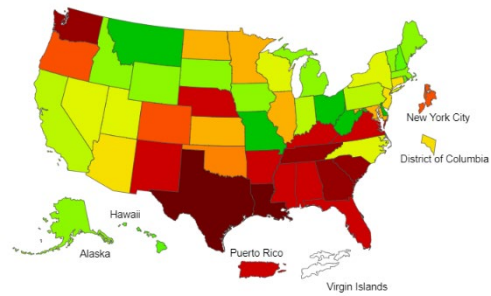 New York City
District of Columbia
Hawaii
Alaska
Puerto Rico
Virgin Islands